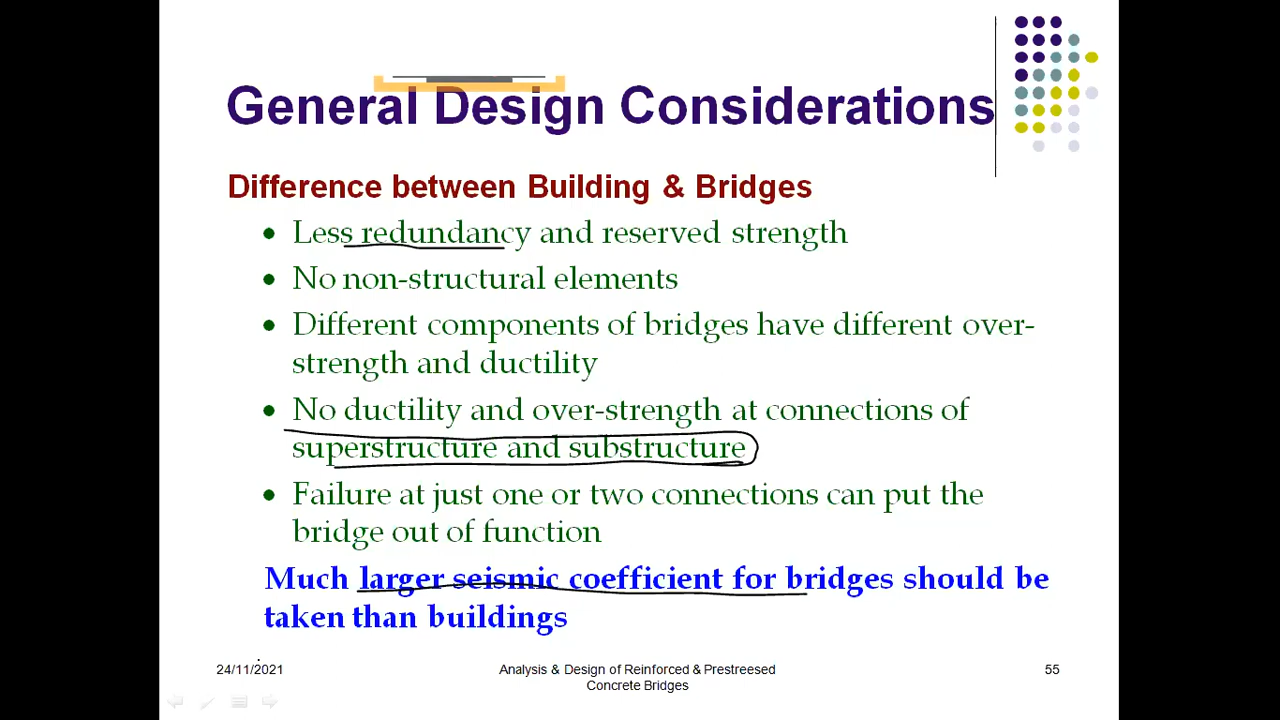 General Design Considerations
Difference between Building & Bridges
• Less redundancy and reserved strength
• No non-structural elements
• Different components of bridges have different over-
strength and ductility
• No ductility and over-strength at connections of
superstructure and substructure
• Failure at just one or two connections can put the
bridge out of function
Much larger seismic coefficient for bridges should be
taken than buildings
24/11/2021
Analysis & Design of Reinforced & Prestreesed
Concrete Bridges
55